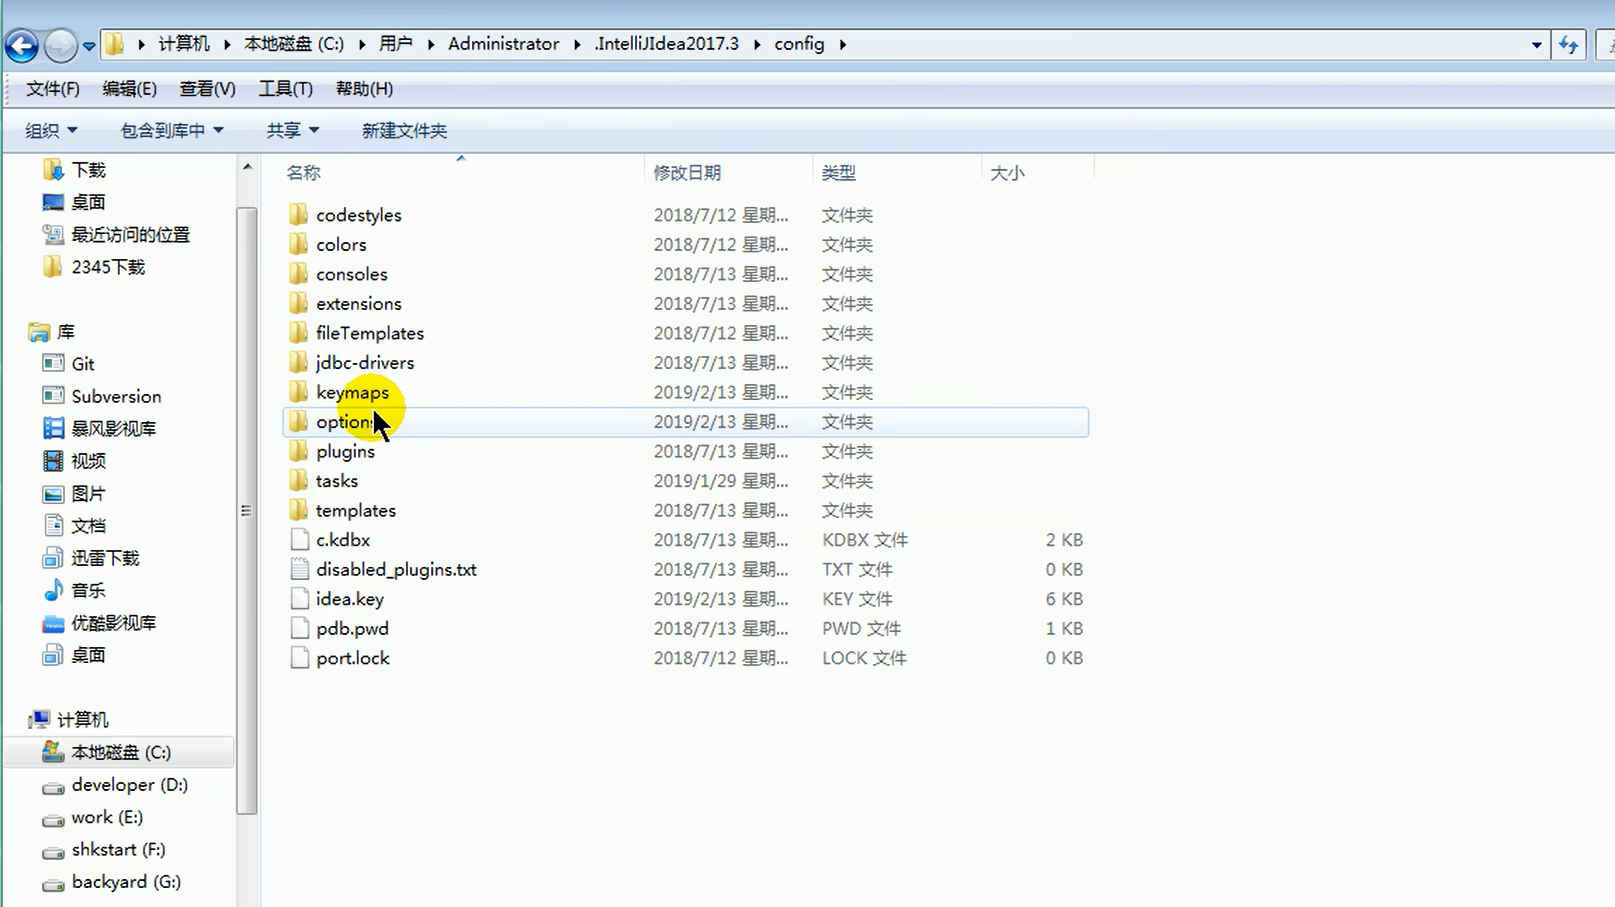 计算机 本地磁盘 (C:) 用户 Administrator .IntelliJIdea2017.3 config
文件(F) 编辑(E) 查看(V) 工具(T) 帮助(H)
组织 包含到库中 共享 新建文件夹
下载
桌面
最近访问的位置
2345下载
库
Git
Subversion
暴风影视库
视频
图片
文档
迅雷下载
音乐
优酷影视库
桌面
计算机
本地磁盘 (C:)
developer (D:)
work (E:)
shkstart (F:)
backyard (G:)
名称 修改日期 类型 大小
codestyles 2018/7/12 星期... 文件夹
colors 2018/7/12 星期... 文件夹
consoles 2018/7/13 星期... 文件夹
extensions 2018/7/13 星期... 文件夹
fileTemplates 2018/7/12 星期... 文件夹
jdbc-drivers 2018/7/13 星期... 文件夹
keymaps 2019/2/13 星期... 文件夹
options 2019/2/13 星期... 文件夹
plugins 2018/7/13 星期... 文件夹
tasks 2019/1/29 星期... 文件夹
templates 2018/7/13 星期... 文件夹
c.kdbx 2018/7/13 星期... KDBX 文件 2 KB
disabled_plugins.txt 2018/7/13 星期... TXT 文件 0 KB
idea.key 2019/2/13 星期... KEY 文件 6 KB
pdb.pwd 2018/7/13 星期... PWD 文件 1 KB
port.lock 2018/7/12 星期... LOCK 文件 0 KB